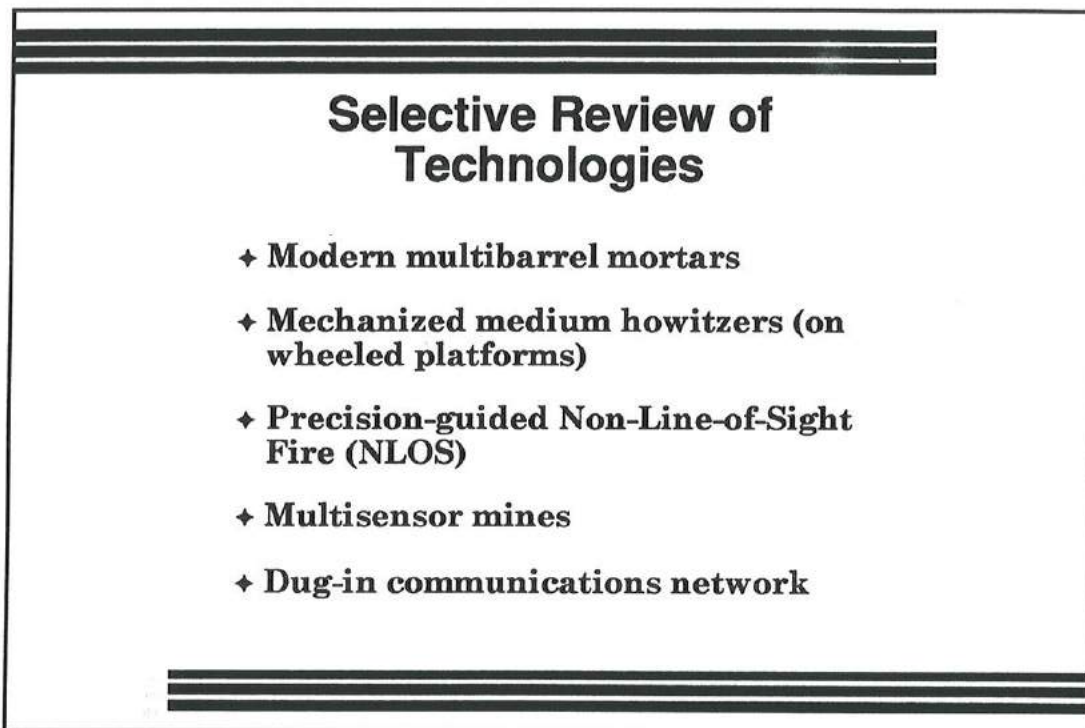 Selective Review of
Technologies
✦ Modern multibarrel mortars
✦ Mechanized medium howitzers (on
wheeled platforms)
✦ Precision-guided Non-Line-of-Sight
Fire (NLOS)
✦ Multisensor mines
✦ Dug-in communications network